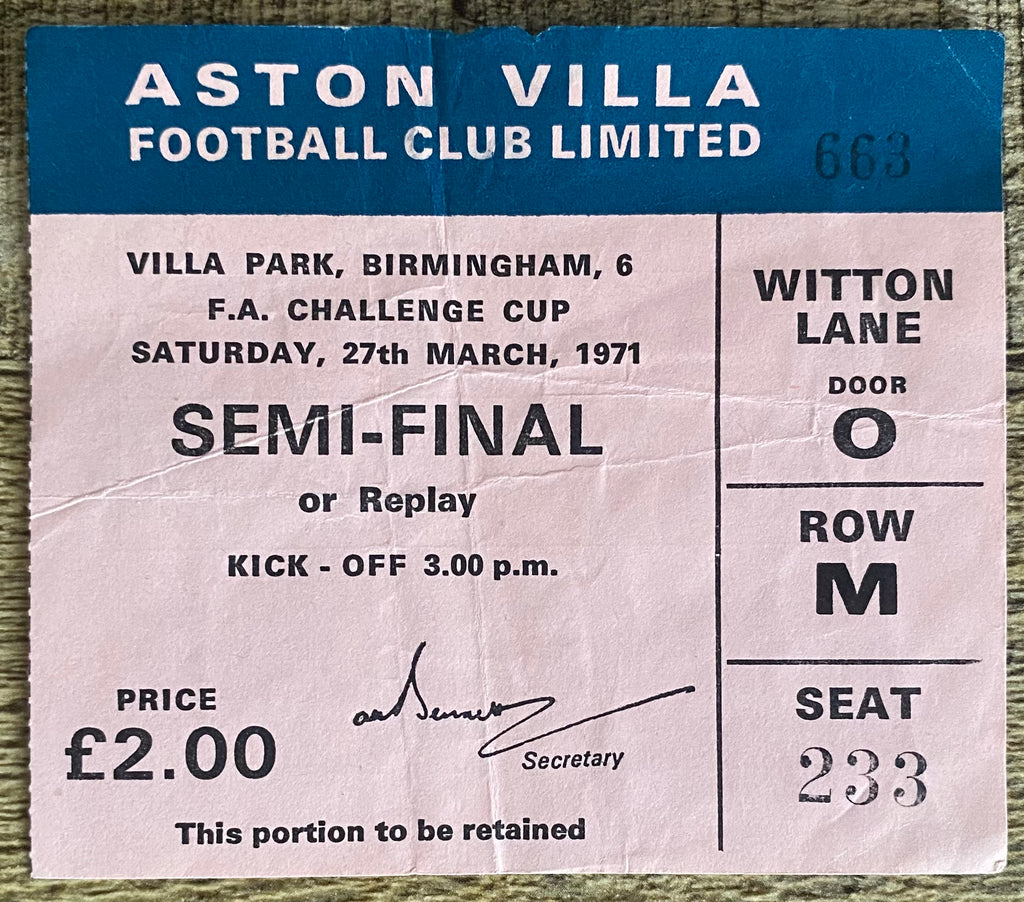 ASTON VILLA
FOOTBALL CLUB LIMITED
663
VILLA PARK, BIRMINGHAM, 6
F.A. CHALLENGE CUP
SATURDAY, 27th MARCH, 1971
SEMI-FINAL
or Replay
KICK - OFF 3.00 p.m.
PRICE
£2.00
Secretary
This portion to be retained
WITTON
LANE
DOOR
O
ROW
M
SEAT
233